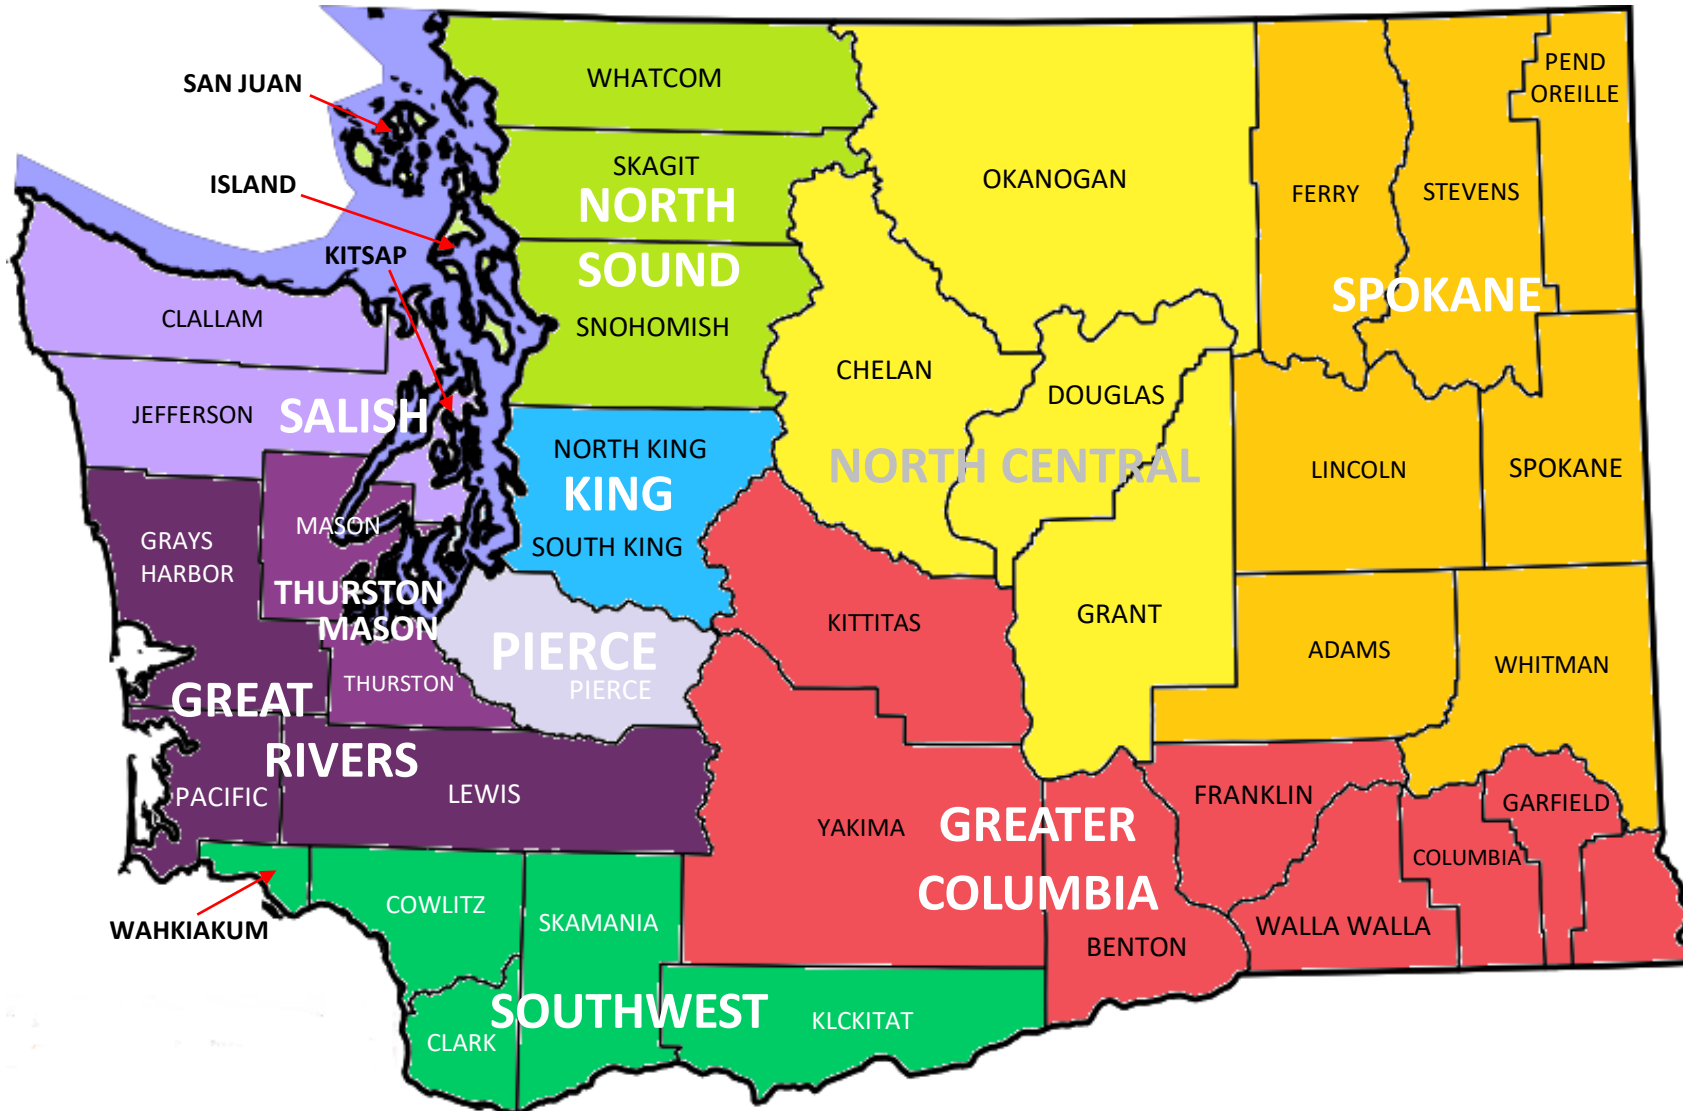 WHATCOM
PEND
OREILLE
SAN JUAN
SKAGIT
OKANOGAN
ISLAND
FERRY
STEVENS
NORTH
KITSAP
SOUND
SPOKANE
CLALLAM
SNOHOMISH
CHELAN
DOUGLAS
JEFFERSON
SALISH
NORTH KING
NORTH CENTRAL
LINCOLN
SPOKANE
KING
MASON
GRAYS
HARBOR
SOUTH KING
THURSTON
MASON
KITTITAS
GRANT
ADAMS
WHITMAN
PIERCE
PIERCE
THURSTON
GREAT
RIVERS
PACIFIC
LEWIS
YAKIMA
GREATER
COLUMBIA
FRANKLIN
GARFIELD
COLUMBIA
WAHKIAKUM
COWLITZ
SKAMANIA
BENTON
WALLA WALLA
SOUTHWEST
KLCKITAT
CLARK